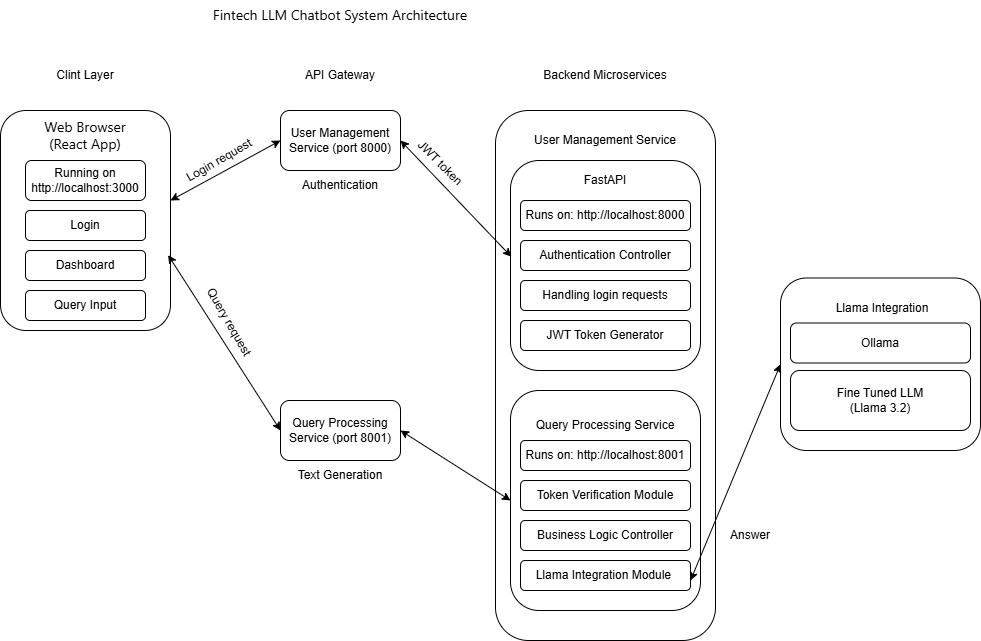 Fintech LLM Chatbot System Architecture
Clint Layer
API Gateway
Backend Microservices
Web Browser
(React App)
Running on
http://localhost:3000
Login
Dashboard
Query Input
Login request
Query request
User Management
Service (port 8000)
Authentication
JWT token
Query Processing
Service (port 8001)
Text Generation
User Management Service
FastAPI
Runs on: http://localhost:8000
Authentication Controller
Handling login requests
JWT Token Generator
Query Processing Service
Runs on: http://localhost:8001
Token Verification Module
Business Logic Controller
Llama Integration Module
Answer
Llama Integration
Ollama
Fine Tuned LLM
(Llama 3.2)